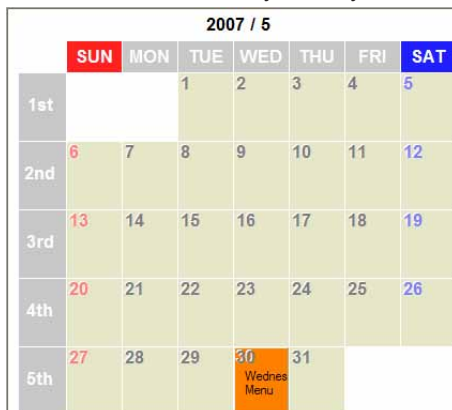 2007 / 5
SUN MON TUE WED THU FRI SAT
1st 1 2 3 4 5
2nd 6 7 8 9 10 11 12
3rd 13 14 15 16 17 18 19
4th 20 21 22 23 24 25 26
5th 27 28 29 30 31
Wednes
Menu